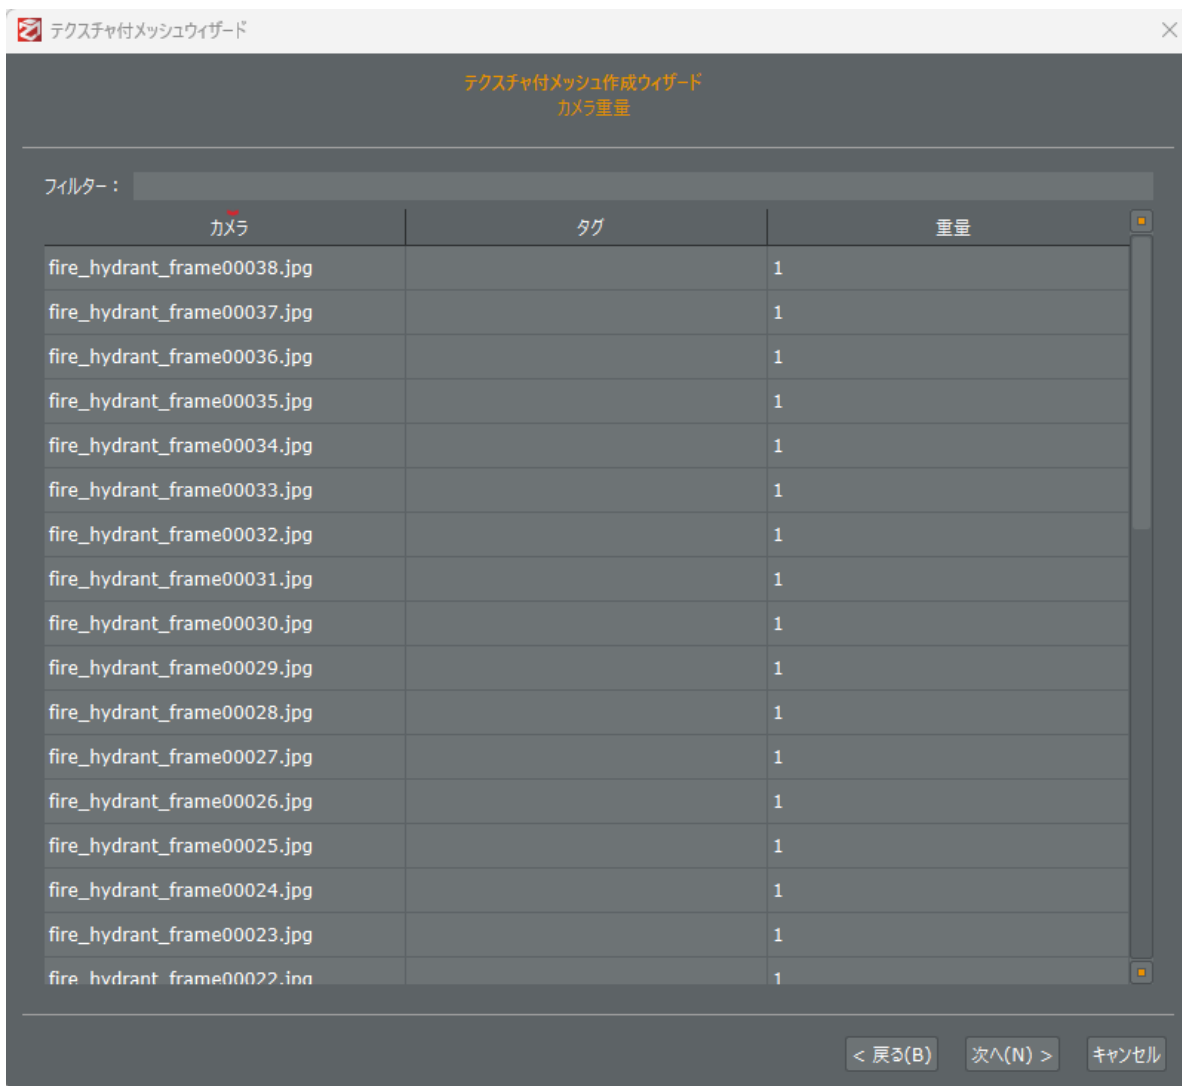 テクスチャ付メッシュウィザード
テクスチャ付メッシュ作成ウィザード
カメラ重量
フィルター：
カメラ タグ 重量
fire_hydrant_frame00038.jpg 1
fire_hydrant_frame00037.jpg 1
fire_hydrant_frame00036.jpg 1
fire_hydrant_frame00035.jpg 1
fire_hydrant_frame00034.jpg 1
fire_hydrant_frame00033.jpg 1
fire_hydrant_frame00032.jpg 1
fire_hydrant_frame00031.jpg 1
fire_hydrant_frame00030.jpg 1
fire_hydrant_frame00029.jpg 1
fire_hydrant_frame00028.jpg 1
fire_hydrant_frame00027.jpg 1
fire_hydrant_frame00026.jpg 1
fire_hydrant_frame00025.jpg 1
fire_hydrant_frame00024.jpg 1
fire_hydrant_frame00023.jpg 1
fire_hydrant_frame00022.jpg 1
< 戻る(B) 次へ(N) > キャンセル